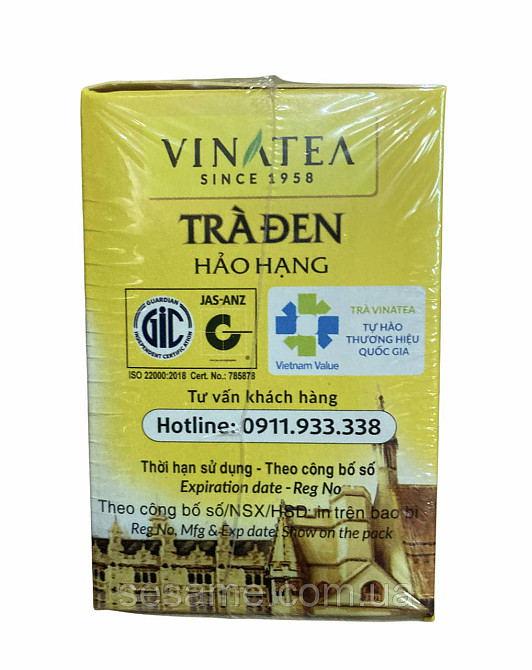 VINATEA
SINCE 1958
TRÀ ĐEN
HẢO HẠNG
GUARDIAN
GIC
INDEPENDENT CERTIFICATION
JAS-ANZ
ISO 22000:2018 Cert. No.: 785878
Vietnam Value
TRÀ VINATEA
TỰ HÀO
THƯƠNG HIỆU
QUỐC GIA
Tư vấn khách hàng
Hotline: 0911.933.338
Thời hạn sử dụng - Theo công bố số
Expiration date - Reg No
Theo công bố số/NSX/HSD: in trên bao bì
Reg No, Mfg & Exp date: Show on the pack
sesame.com.ua